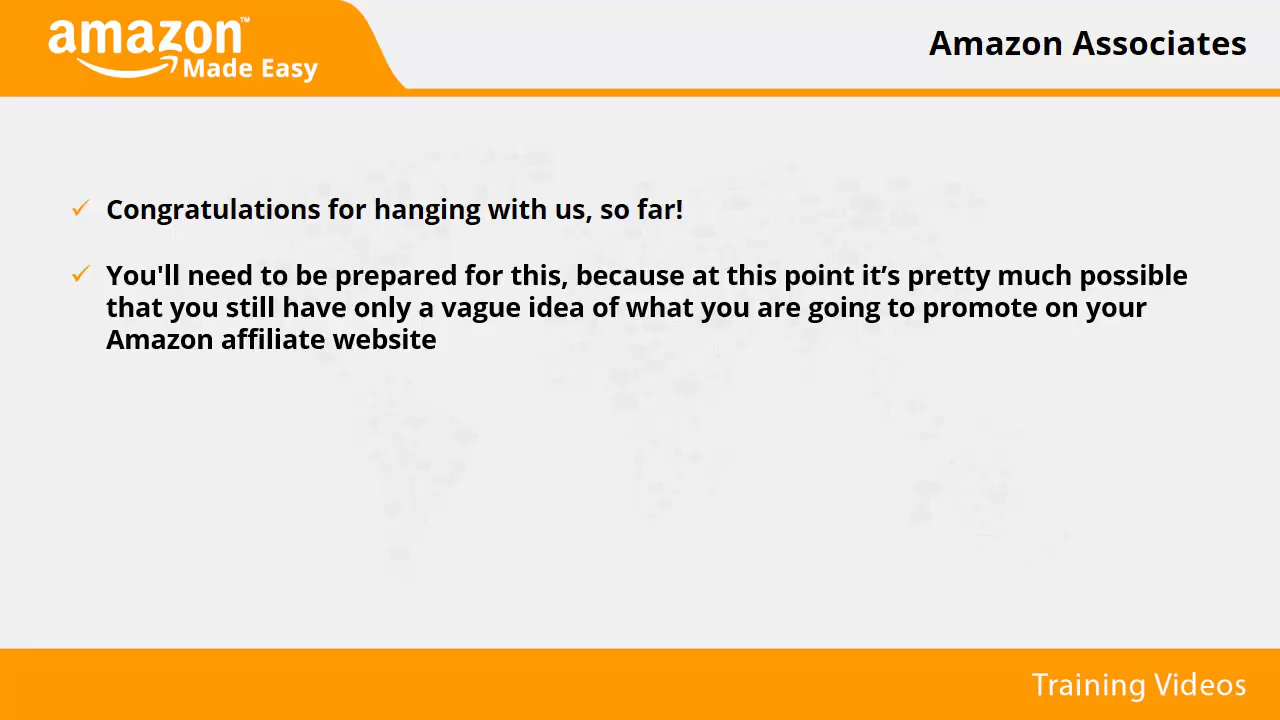 amazon™
Made Easy
Amazon Associates
✓ Congratulations for hanging with us, so far!
✓ You'll need to be prepared for this, because at this point it’s pretty much possible
that you still have only a vague idea of what you are going to promote on your
Amazon affiliate website
Training Videos